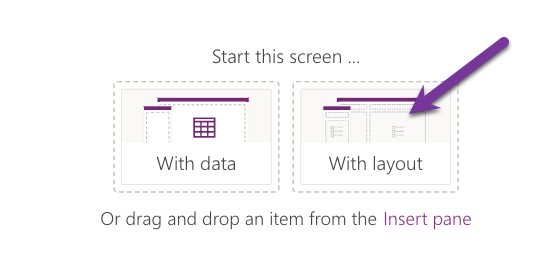 Start this screen ...
With data
With layout
Or drag and drop an item from the Insert pane